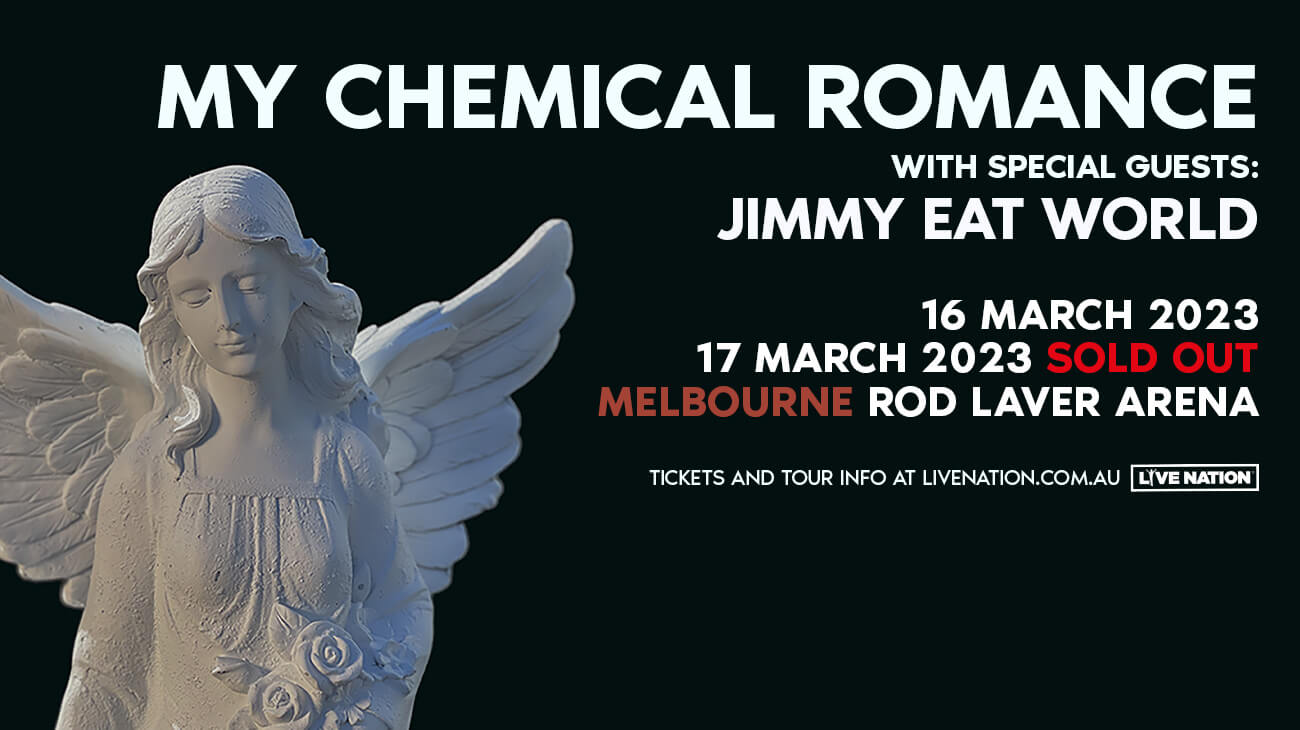 MY CHEMICAL ROMANCE
WITH SPECIAL GUESTS:
JIMMY EAT WORLD
16 MARCH 2023
17 MARCH 2023 SOLD OUT
MELBOURNE ROD LAVER ARENA
TICKETS AND TOUR INFO AT LIVENATION.COM.AU LIVE NATION